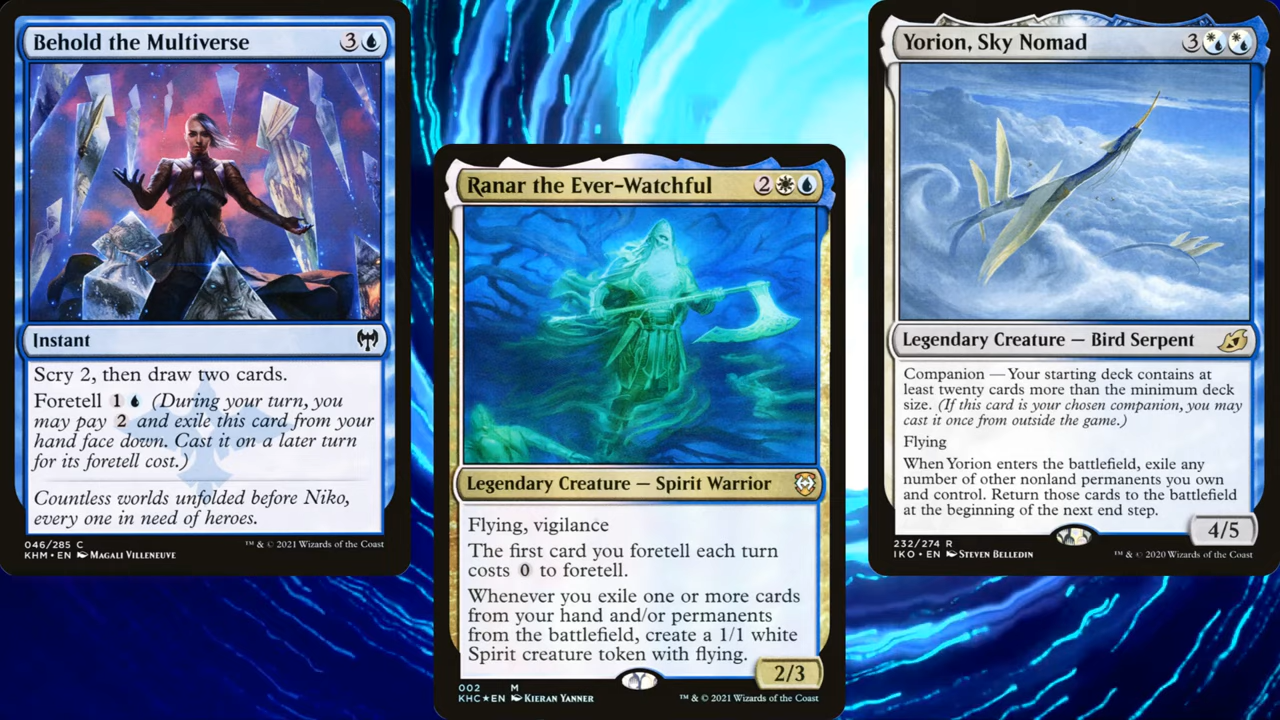 Behold the Multiverse 3
Instant
Scry 2, then draw two cards.
Foretell 1 (During your turn, you
may pay 2 and exile this card from your
hand face down. Cast it on a later turn
for its foretell cost.)
Countless worlds unfolded before Niko,
every one in need of heroes.
046/285 C
KHM • EN Magali Villeneuve
™ & © 2021 Wizards of the Coast
Ranar the Ever-Watchful 2
Legendary Creature — Spirit Warrior
Flying, vigilance
The first card you foretell each turn
costs 0 to foretell.
Whenever you exile one or more cards
from your hand and/or permanents
from the battlefield, create a 1/1 white
Spirit creature token with flying.
2/3
002 M
KHC ★ EN Kieran Yanner
™ & © 2021 Wizards of the Coast
Yorion, Sky Nomad 3
Legendary Creature — Bird Serpent
Companion — Your starting deck contains at
least twenty cards more than the minimum deck
size. (If this card is your chosen companion, you may
cast it once from outside the game.)
Flying
When Yorion enters the battlefield, exile any
number of other nonland permanents you own
and control. Return those cards to the battlefield
at the beginning of the next end step.
4/5
232/274 R
IKO • EN Steven Belledin
™ & © 2020 Wizards of the Coast